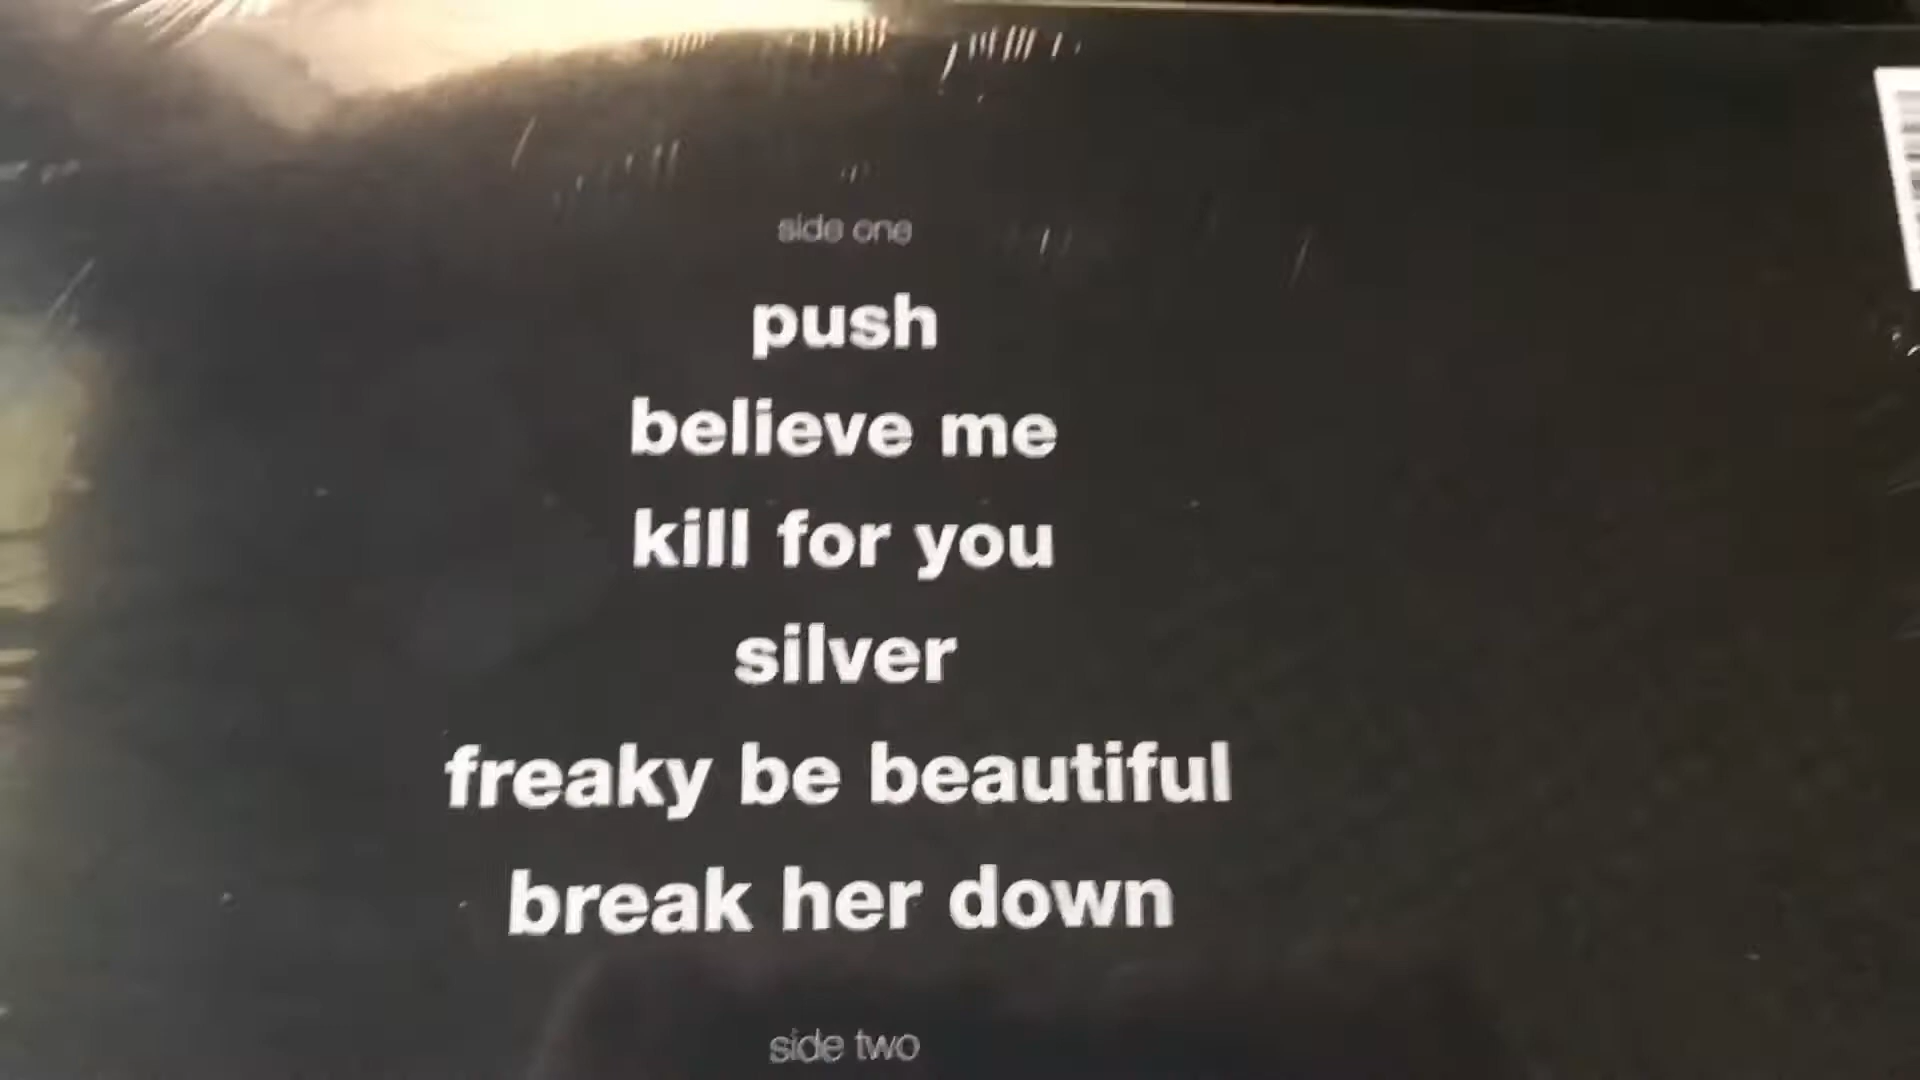 side one
push
believe me
kill for you
silver
freaky be beautiful
break her down
side two